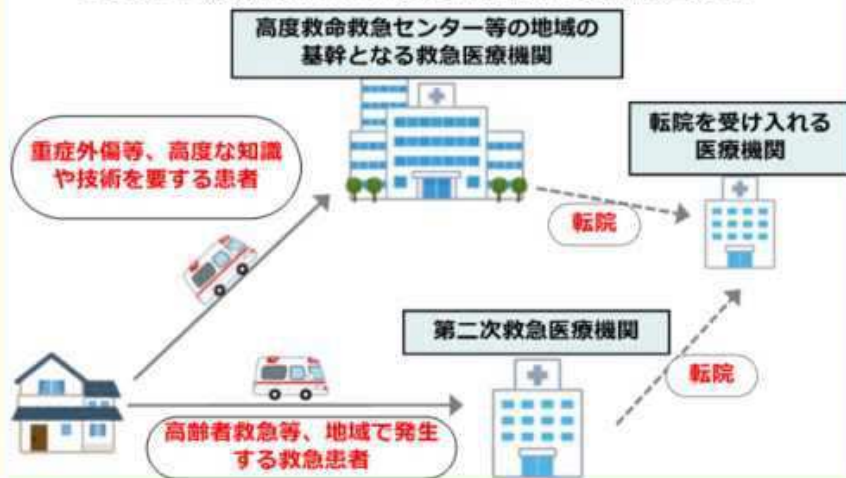 高度救命救急センター等の地域の
基幹となる救急医療機関
転院を受け入れる
医療機関
重症外傷等、高度な知識
や技術を要する患者
転院
第二次救急医療機関
転院
高齢者救急等、地域で発生
する救急患者